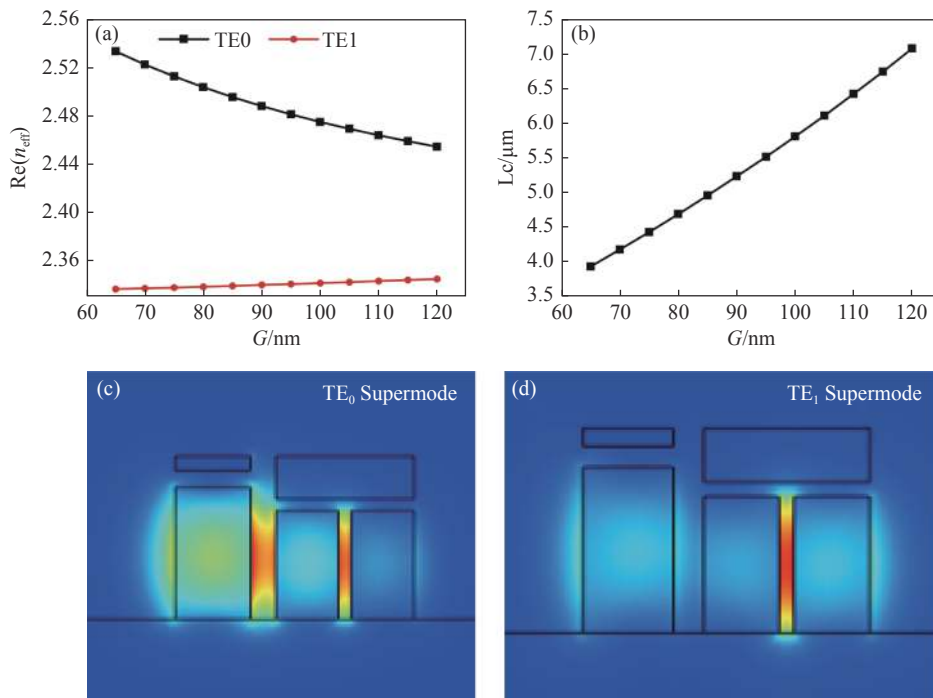 (a)
TE0
TE1
2.56
2.52
2.48
2.44
2.40
2.36
Re(n_eff)
60 70 80 90 100 110 120
G/nm
(b)
7.5
7.0
6.5
6.0
5.5
5.0
4.5
4.0
3.5
Lc/μm
60 70 80 90 100 110 120
G/nm
(c)
TE₀ Supermode
(d)
TE₁ Supermode